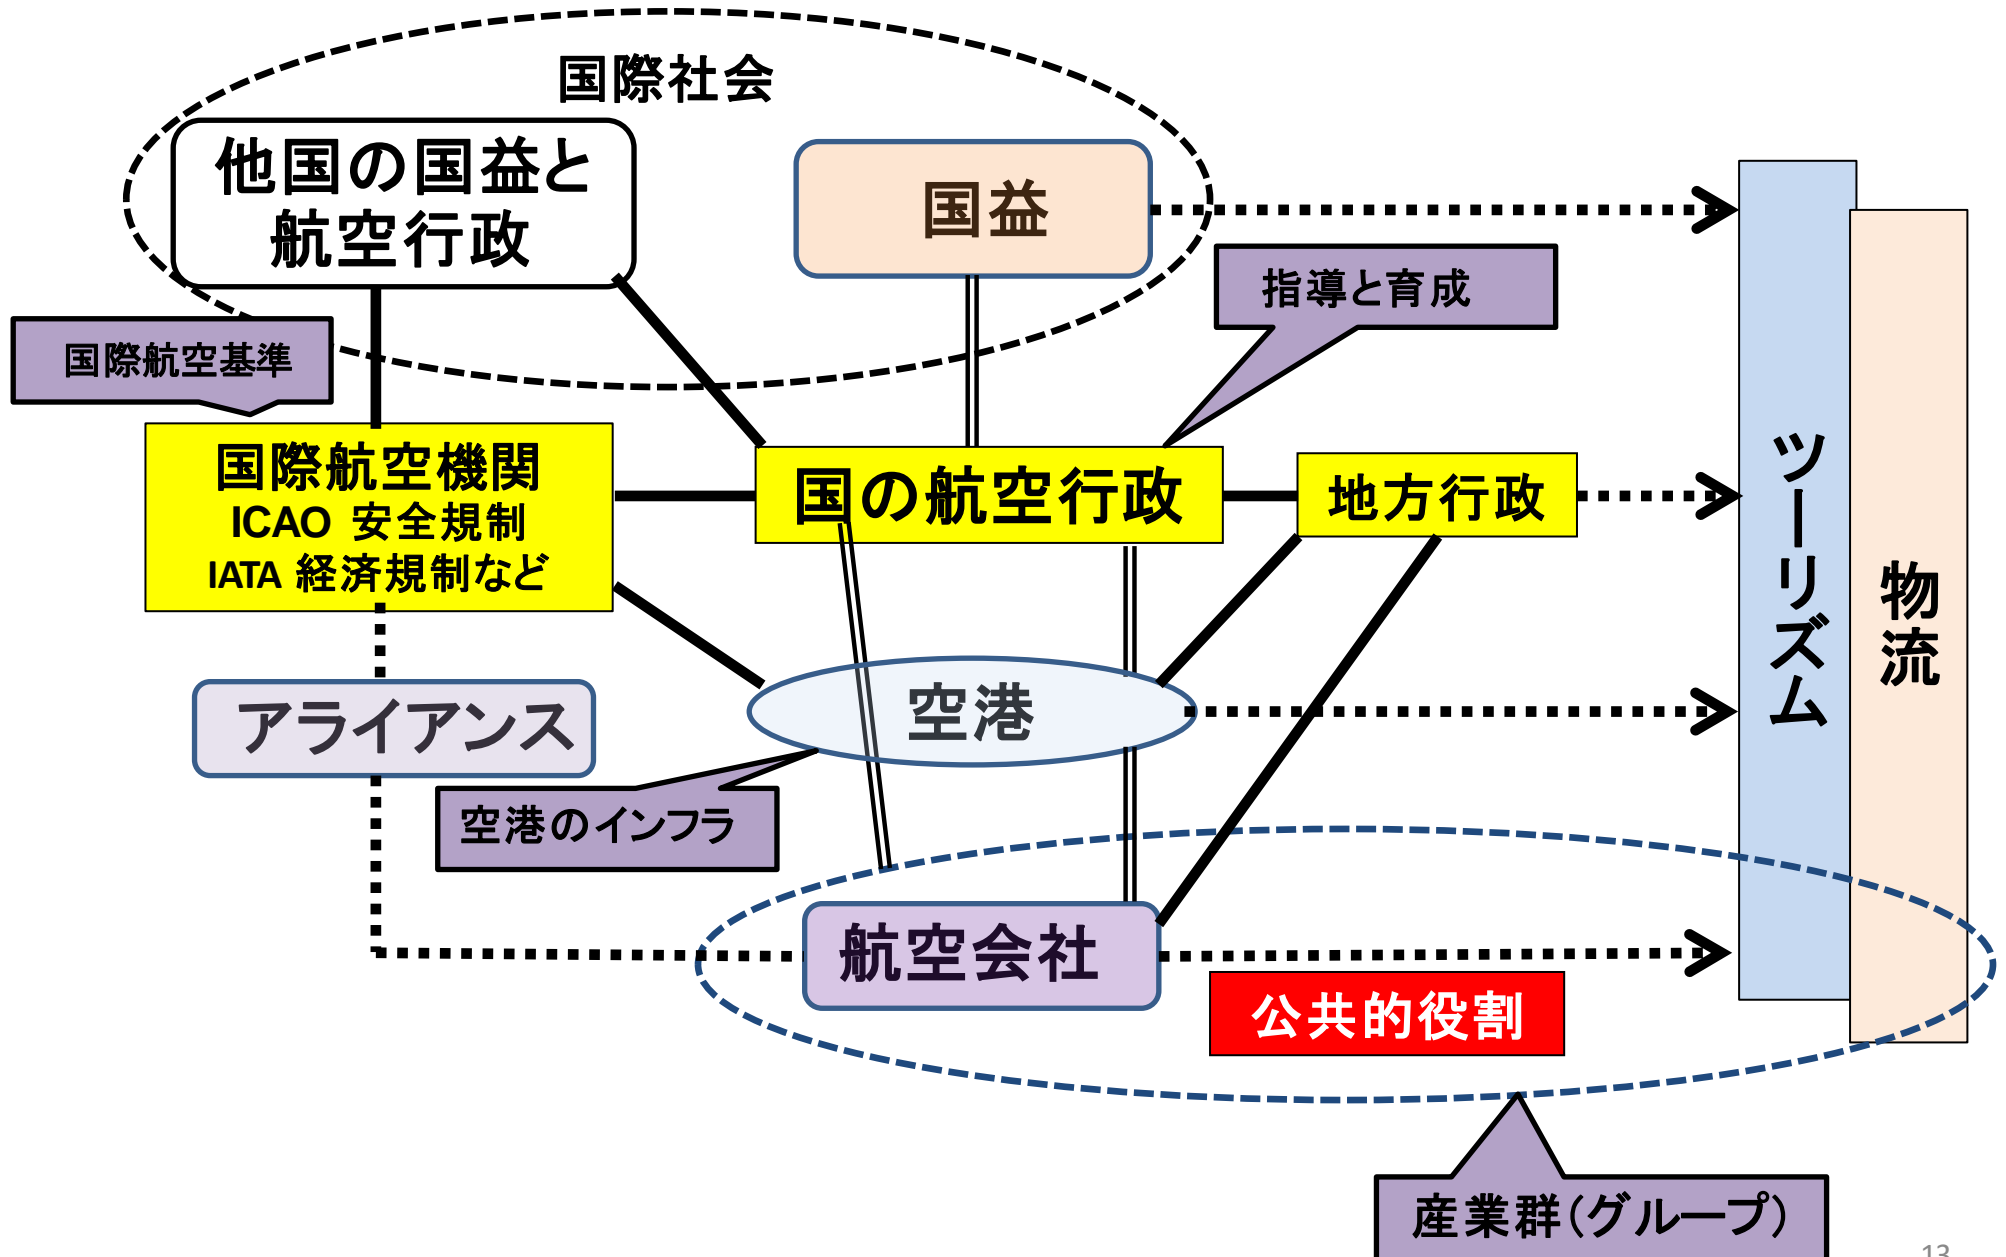 国際社会
他国の国益と
航空行政
国益
指導と育成
国際航空基準
国際航空機関
ICAO 安全規制
IATA 経済規制など
国の航空行政
地方行政
ツーリズム
物流
アライアンス
空港
空港のインフラ
航空会社
公共的役割
産業群(グループ)
13